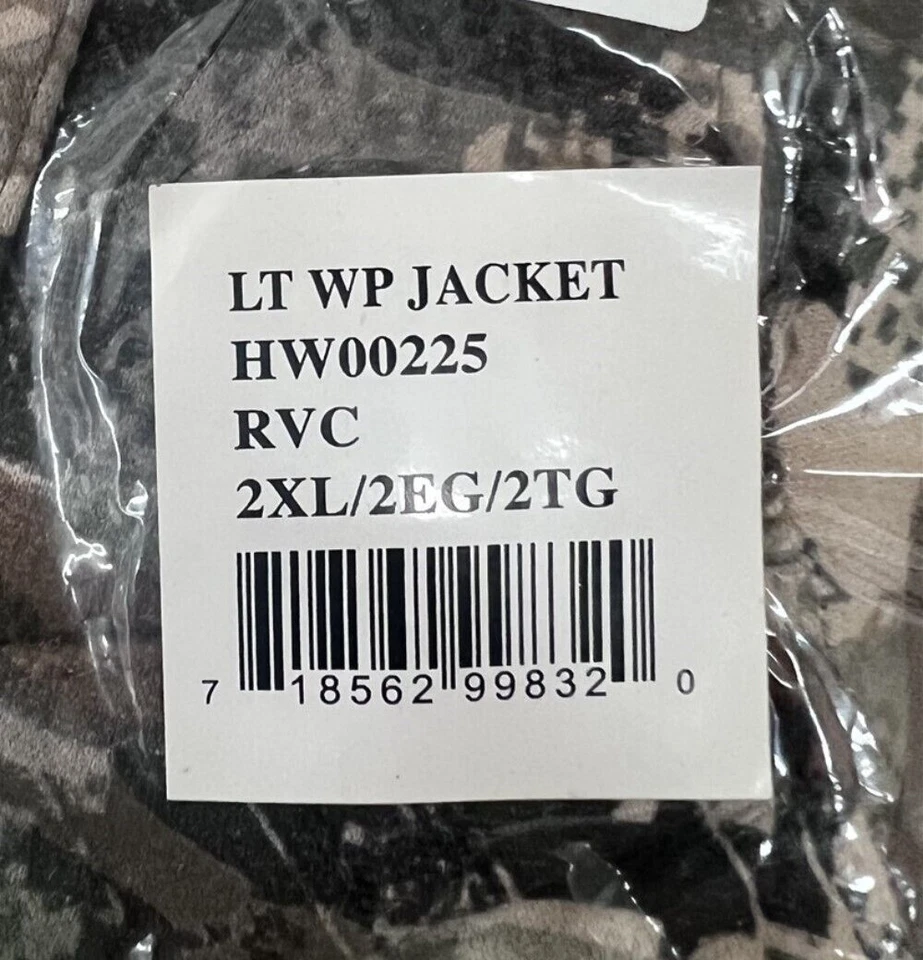 LT WP JACKET
HW00225
RVC
2XL/2EG/2TG
7 18562 99832 0